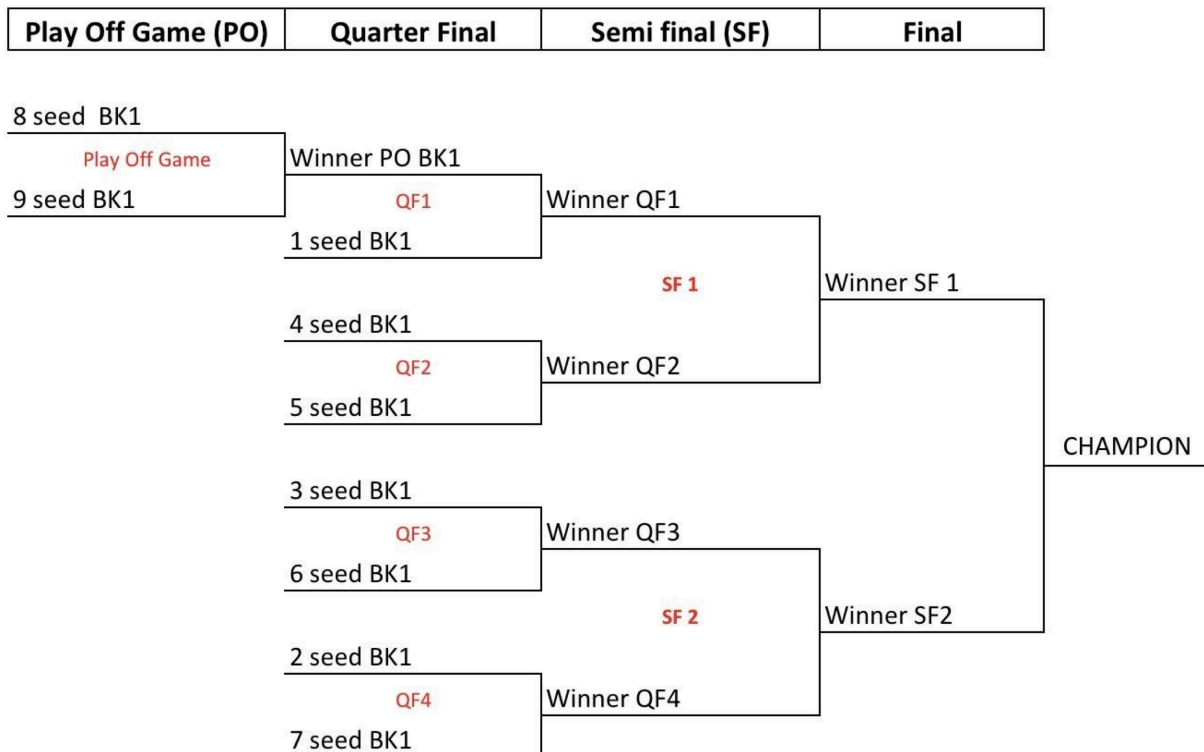 Play Off Game (PO) Quarter Final Semi final (SF) Final
8 seed BK1
Play Off Game
9 seed BK1
Winner PO BK1
QF1
1 seed BK1
Winner QF1
4 seed BK1
QF2
5 seed BK1
SF 1
Winner QF2
Winner SF 1
3 seed BK1
QF3
6 seed BK1
Winner QF3
2 seed BK1
QF4
7 seed BK1
SF 2
Winner QF4
Winner SF2
CHAMPION